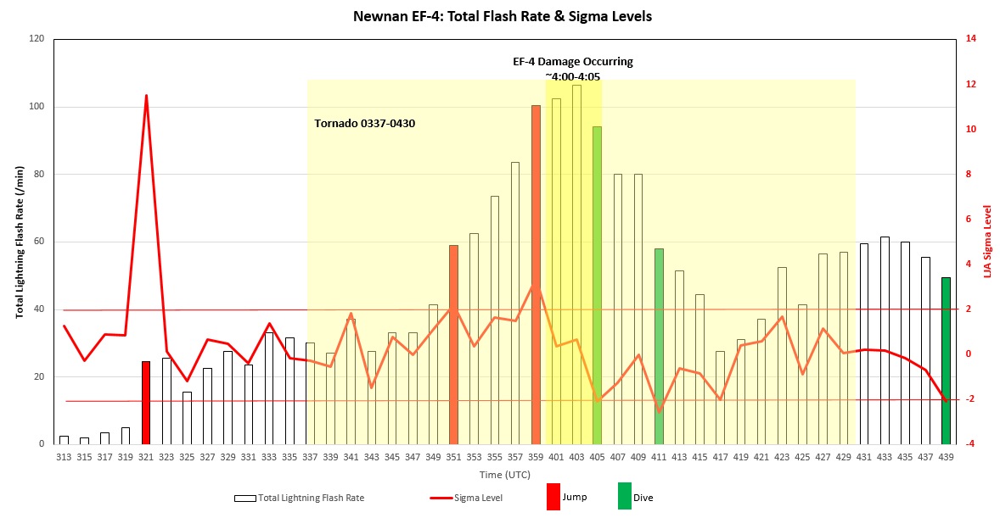 Newnan EF-4: Total Flash Rate & Sigma Levels
120
100
80
60
40
20
0
Total Lightning Flash Rate (/min)
EF-4 Damage Occurring
~4:00-4:05
Tornado 0337-0430
14
12
10
8
6
4
2
0
-2
-4
LJA Sigma Level
313 315 317 319 321 323 325 327 329 331 333 335 337 339 341 343 345 347 349 351 353 355 357 359 401 403 405 407 409 411 413 415 417 419 421 423 425 427 429 431 433 435 437 439
Time (UTC)
Total Lightning Flash Rate Sigma Level Jump Dive